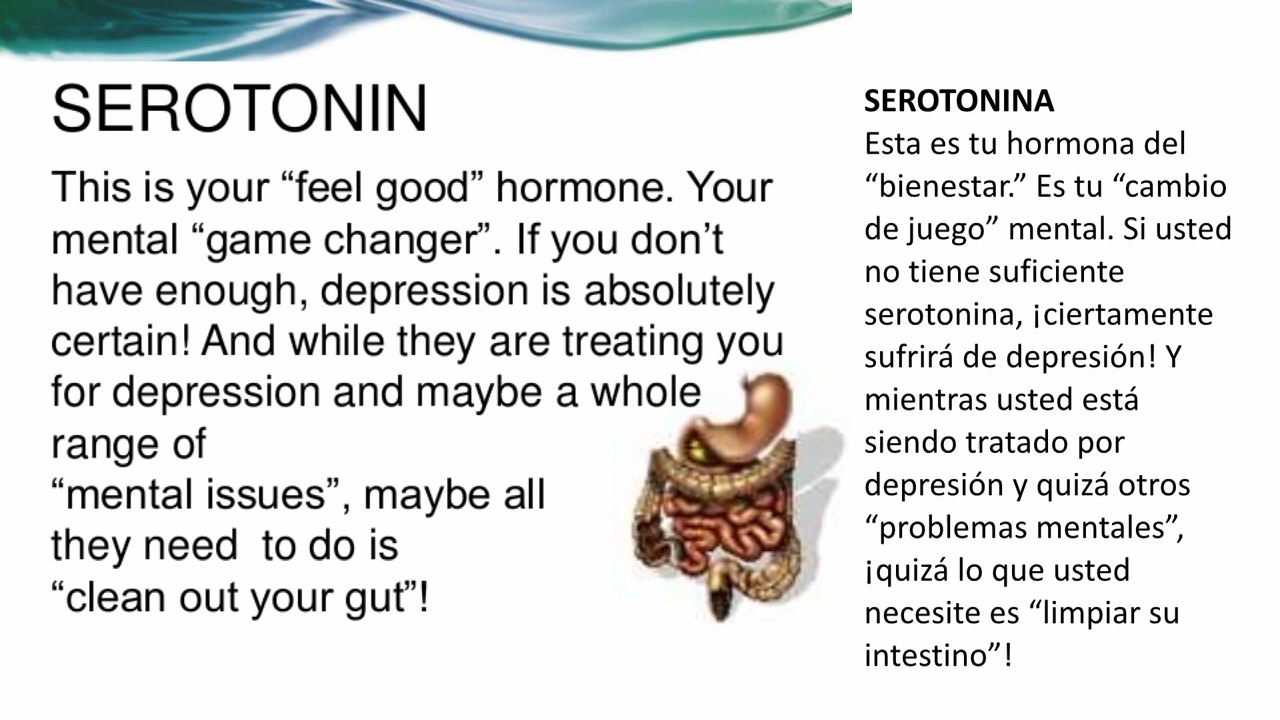 SEROTONIN
This is your “feel good” hormone. Your
mental “game changer”. If you don’t
have enough, depression is absolutely
certain! And while they are treating you
for depression and maybe a whole
range of
“mental issues”, maybe all
they need  to do is
“clean out your gut”!
SEROTONINA
Esta es tu hormona del
“bienestar.” Es tu “cambio
de juego” mental. Si usted
no tiene suficiente
serotonina, ¡ciertamente
sufrirá de depresión! Y
mientras usted está
siendo tratado por
depresión y quizá otros
“problemas mentales”,
¡quizá lo que usted
necesite es “limpiar su
intestino”!